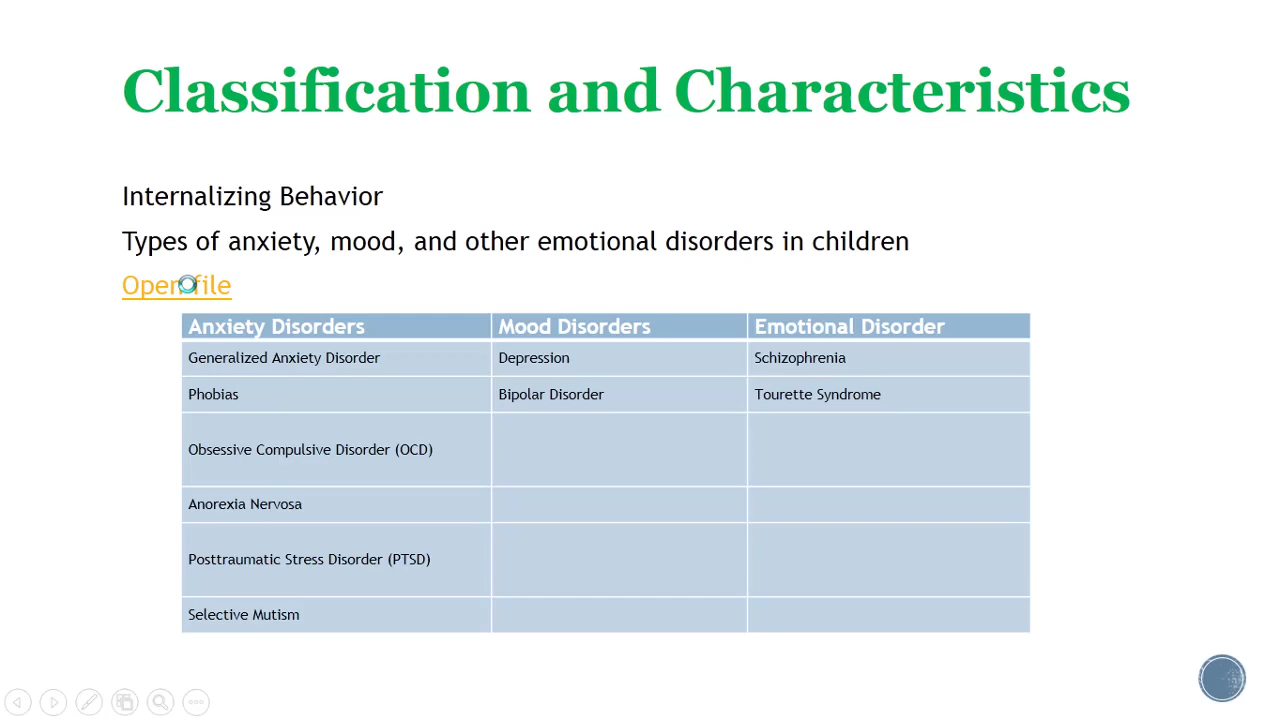 Classification and Characteristics
Internalizing Behavior
Types of anxiety, mood, and other emotional disorders in children
Open file
Anxiety Disorders Mood Disorders Emotional Disorder
Generalized Anxiety Disorder Depression Schizophrenia
Phobias Bipolar Disorder Tourette Syndrome
Obsessive Compulsive Disorder (OCD)
Anorexia Nervosa
Posttraumatic Stress Disorder (PTSD)
Selective Mutism